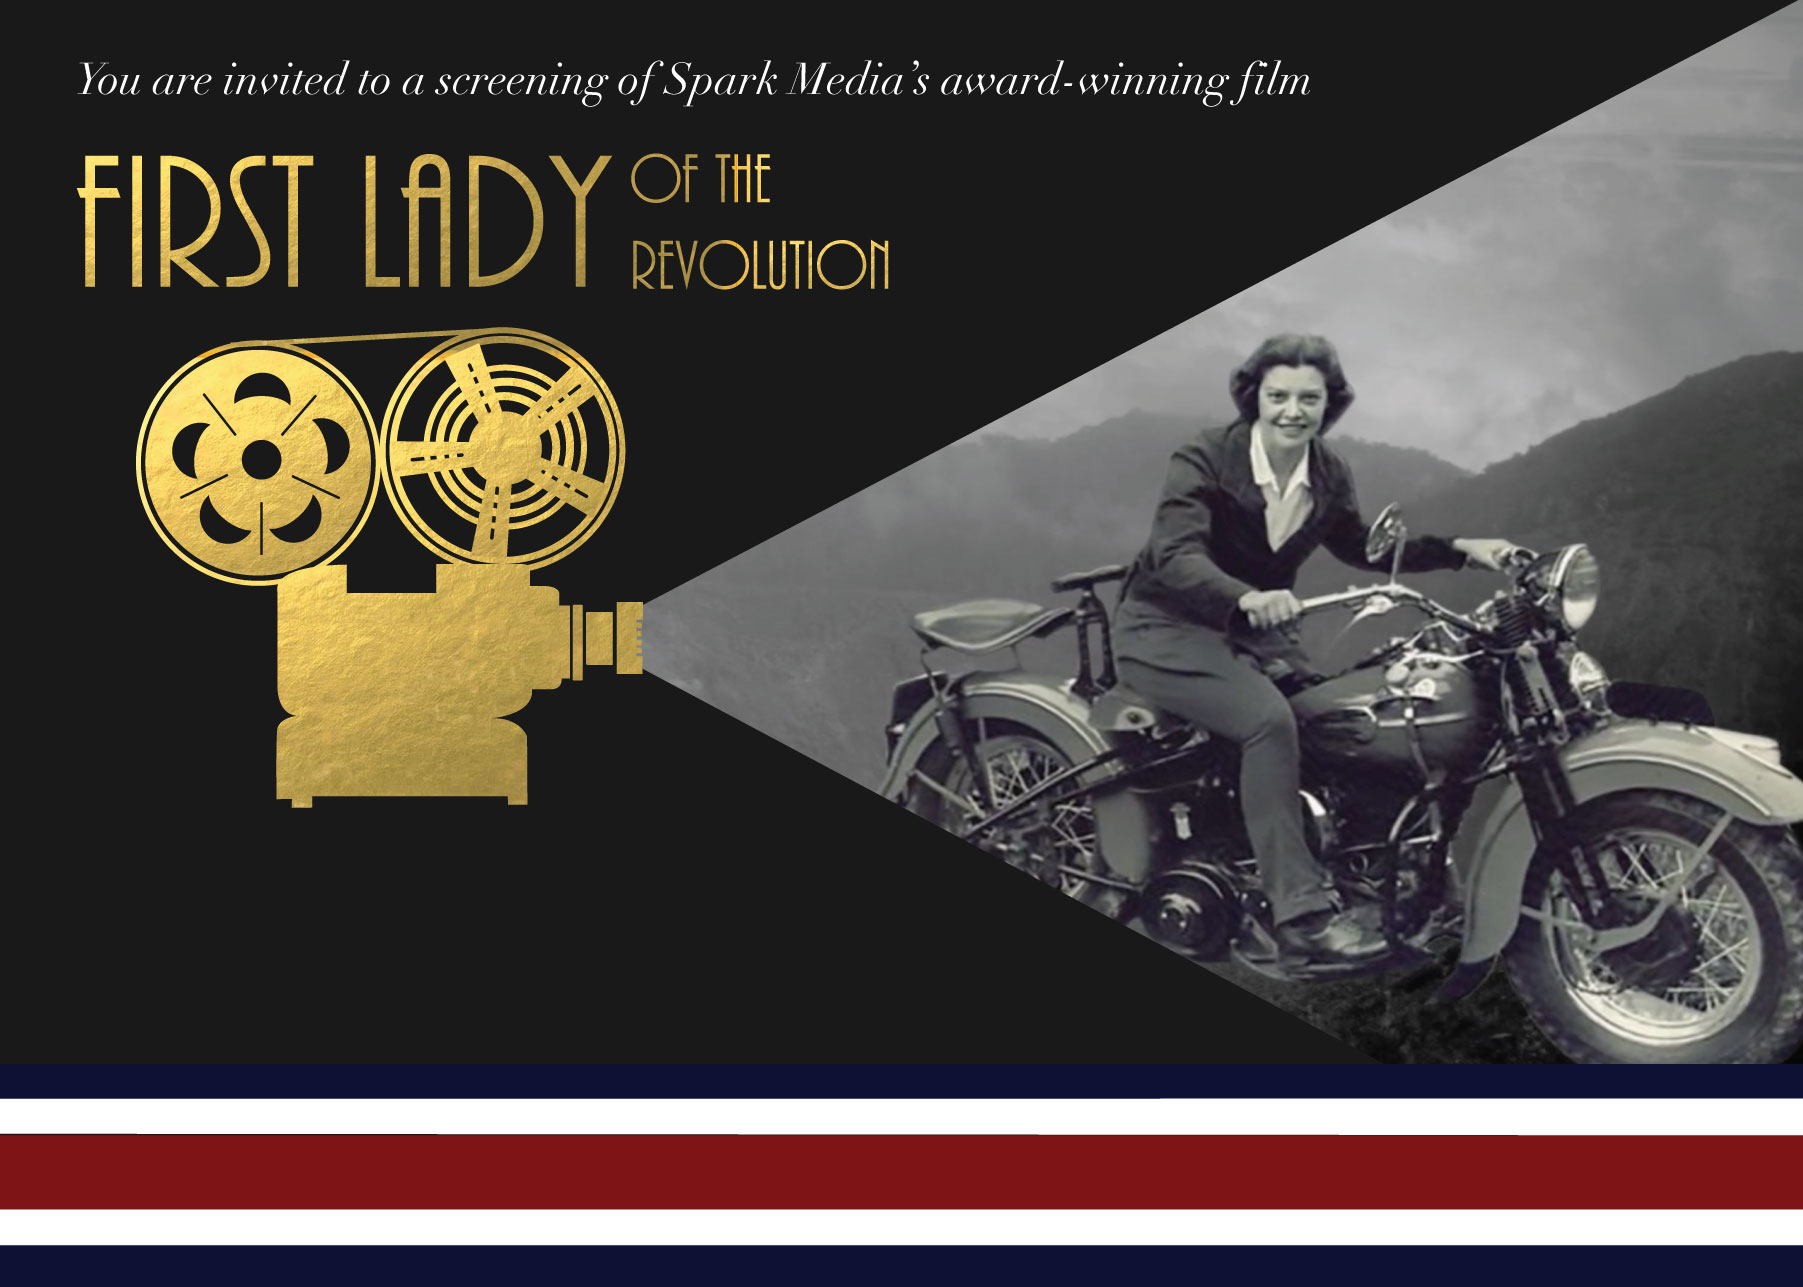 You are invited to a screening of Spark Media’s award-winning film
FIRST LADY OF THE
REVOLUTION